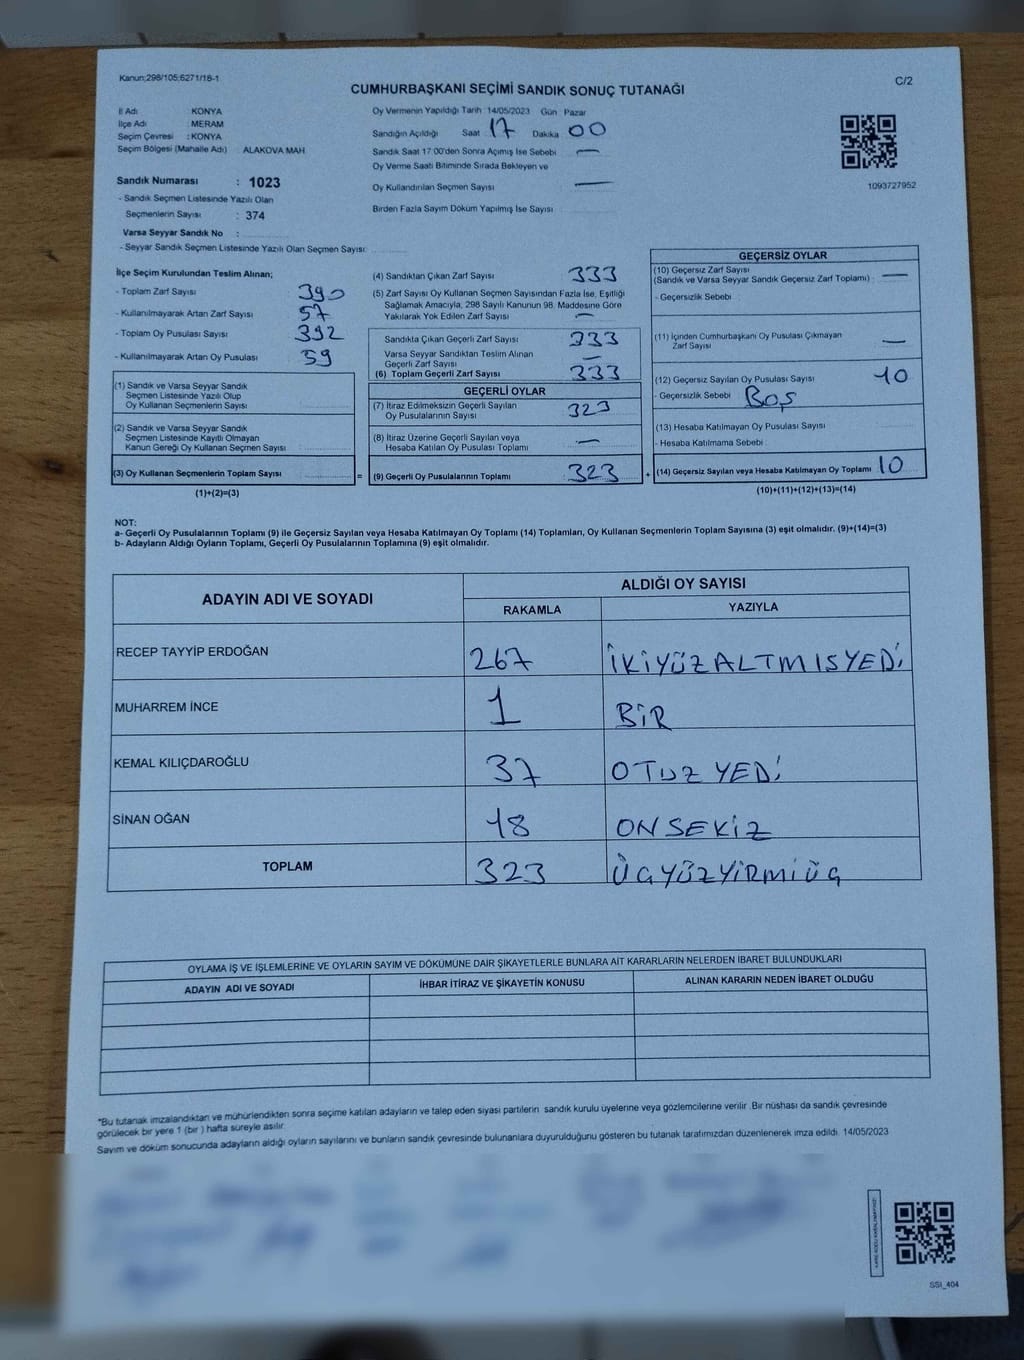 Kanun;298/105;6271/18-1
C/2
CUMHURBAŞKANI SEÇİMİ SANDIK SONUÇ TUTANAĞI
İl Adı : KONYA
İlçe Adı : MERAM
Seçim Çevresi : KONYA
Seçim Bölgesi (Mahalle Adı) : ALAKOVA MAH
Sandık Numarası : 1023
- Sandık Seçmen Listesinde Yazılı Olan
Seçmenlerin Sayısı : 374
Varsa Seyyar Sandık No :
- Seyyar Sandık Seçmen Listesinde Yazılı Olan Seçmen Sayısı:
Oy Vermenin Yapıldığı Tarih 14/05/2023 Gün Pazar
Sandığın Açıldığı Saat 17 Dakika 00
Sandık Saat 17:00'den Sonra Açımış İse Sebebi —
Oy Verme Saati Bitiminde Sırada Bekleyen ve
Oy Kullandırılan Seçmen Sayısı —
Birden Fazla Sayım Döküm Yapılmış İse Sayısı
1093727952
İlçe Seçim Kurulundan Teslim Alınan;
- Toplam Zarf Sayısı 390
- Kullanılmayarak Artan Zarf Sayısı 57
- Toplam Oy Pusulası Sayısı 392
- Kullanılmayarak Artan Oy Pusulası 59
(1) Sandık ve Varsa Seyyar Sandık
Seçmen Listesinde Yazılı Olup
Oy Kullanan Seçmenlerin Sayısı
(2) Sandık ve Varsa Seyyar Sandık
Seçmen Listesinde Kayıtlı Olmayan
Kanun Gereği Oy Kullanan Seçmen Sayısı
(3) Oy Kullanan Seçmenlerin Toplam Sayısı =
(1)+(2)=(3)
(4) Sandıktan Çıkan Zarf Sayısı 333
(5) Zarf Sayısı Oy Kullanan Seçmen Sayısından Fazla İse, Eşitliği
Sağlamak Amacıyla, 298 Sayılı Kanunun 98. Maddesine Göre
Yakılarak Yok Edilen Zarf Sayısı —
Sandıkta Çıkan Geçerli Zarf Sayısı 333
Varsa Seyyar Sandıktan Teslim Alınan
Geçerli Zarf Sayısı —
(6) Toplam Geçerli Zarf Sayısı 333
GEÇERLİ OYLAR
(7) İtiraz Edilmeksizin Geçerli Sayılan
Oy Pusulalarının Sayısı 323
(8) İtiraz Üzerine Geçerli Sayılan veya
Hesaba Katılan Oy Pusulası Toplamı —
(9) Geçerli Oy Pusulalarının Toplamı 323 +
GEÇERSİZ OYLAR
(10) Geçersiz Zarf Sayısı
(Sandık ve Varsa Seyyar Sandık Geçersiz Zarf Toplamı) : —
- Geçersizlik Sebebi :
(11) İçinden Cumhurbaşkanı Oy Pusulası Çıkmayan
Zarf Sayısı —
(12) Geçersiz Sayılan Oy Pusulası Sayısı 10
- Geçersizlik Sebebi : Boş
(13) Hesaba Katılmayan Oy Pusulası Sayısı
- Hesaba Katılmama Sebebi :
(14) Geçersiz Sayılan veya Hesaba Katılmayan Oy Toplamı 10
(10)+(11)+(12)+(13)=(14)
NOT:
a- Geçerli Oy Pusulalarının Toplamı (9) ile Geçersiz Sayılan veya Hesaba Katılmayan Oy Toplamı (14) Toplamları, Oy Kullanan Seçmenlerin Toplam Sayısına (3) eşit olmalıdır. (9)+(14)=(3)
b- Adayların Aldığı Oyların Toplamı, Geçerli Oy Pusulalarının Toplamına (9) eşit olmalıdır.
ADAYIN ADI VE SOYADI
ALDIĞI OY SAYISI
RAKAMLA YAZIYLA
RECEP TAYYİP ERDOĞAN 267 İKİYÜZALTMISYEDİ
MUHARREM İNCE 1 BİR
KEMAL KILIÇDAROĞLU 37 OTUZ YEDİ
SİNAN OĞAN 18 ON SEKİZ
TOPLAM 323 ÜÇYÜZYİRMİÜÇ
OYLAMA İŞ VE İŞLEMLERİNE VE OYLARIN SAYIM VE DÖKÜMÜNE DAİR ŞİKAYETLERLE BUNLARA AİT KARARLARIN NELERDEN İBARET BULUNDUKLARI
ADAYIN ADI VE SOYADI İHBAR İTİRAZ VE ŞİKAYETİN KONUSU ALINAN KARARIN NEDEN İBARET OLDUĞU
*Bu tutanak imzalandıktan ve mühürlendikten sonra seçime katılan adayların ve talep eden siyasi partilerin sandık kurulu üyelerine veya gözlemcilerine verilir .Bir nüshası da sandık çevresinde
görülecek bir yere 1 (bir ) hafta süreyle asılır.
Sayım ve döküm sonucunda adayların aldığı oyların sayılarını ve bunların sandık çevresinde bulunanlara duyurulduğunu gösteren bu tutanak tarafımızdan düzenlenerek imza edildi. 14/05/2023
SSI_404